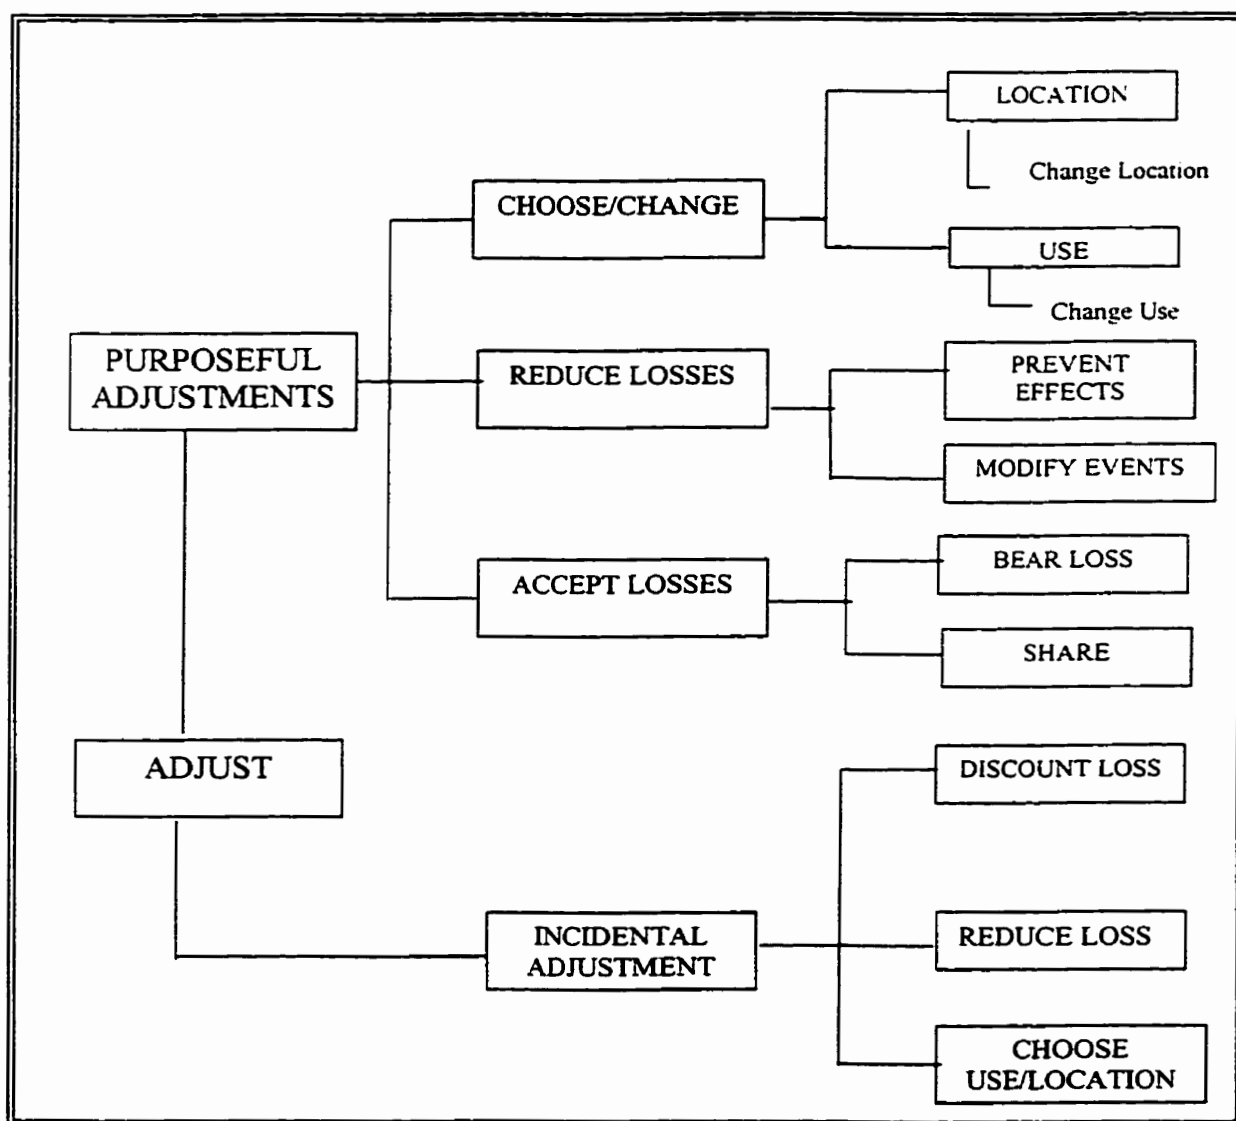 LOCATION
Change Location
CHOOSE/CHANGE
USE
Change Use
PURPOSEFUL
ADJUSTMENTS
REDUCE LOSSES
PREVENT
EFFECTS
MODIFY EVENTS
ACCEPT LOSSES
BEAR LOSS
SHARE
ADJUST
DISCOUNT LOSS
INCIDENTAL
ADJUSTMENT
REDUCE LOSS
CHOOSE
USE/LOCATION